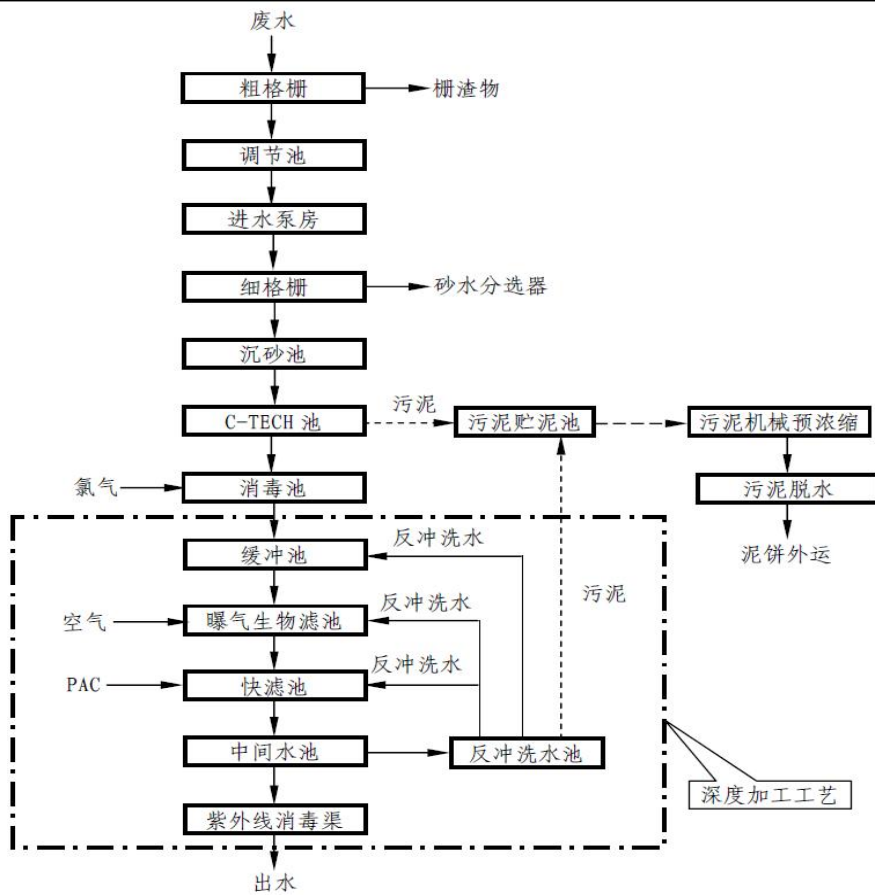 废水
粗格栅
栅渣物
调节池
进水泵房
细格栅
砂水分选器
沉砂池
C-TECH 池
污泥
污泥贮泥池
污泥机械预浓缩
氯气
消毒池
污泥脱水
缓冲池
反冲洗水
泥饼外运
空气
曝气生物滤池
反冲洗水
污泥
PAC
快滤池
反冲洗水
中间水池
反冲洗水池
深度加工工艺
紫外线消毒渠
出水